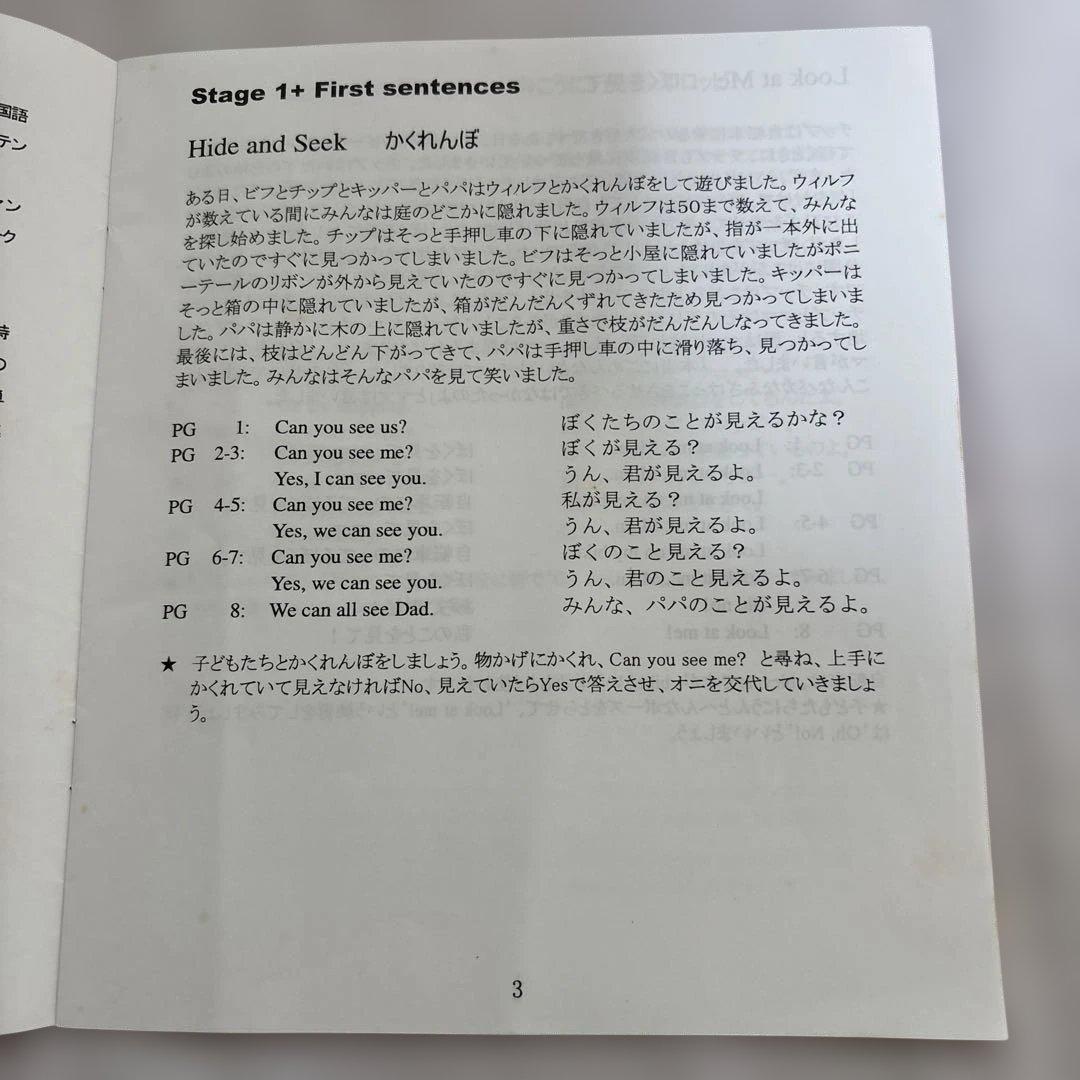 国語
テン
イン
ーク
時
の
Stage 1+ First sentences
Hide and Seek かくれんぼ
ある日、ビフとチップとキッパーとパパはウィルフとかくれんぼをして遊びました。ウィルフ
が数えている間にみんなは庭のどこかに隠れました。ウィルフは50まで数えて、みんな
を探し始めました。チップはそっと手押し車の下に隠れていましたが、指が一本外に出
ていたのですぐに見つかってしまいました。ビフはそっと小屋に隠れていましたがポニ
ーテールのリボンが外から見えていたのですぐに見つかってしまいました。キッパーは
そっと箱の中に隠れていましたが、箱がだんだんくずれてきたため見つかってしまいま
した。パパは静かに木の上に隠れていましたが、重さで枝がだんだんしなってきました。
最後には、枝はどんどん下がってきて、パパは手押し車の中に滑り落ち、見つかってし
まいました。みんなはそんなパパを見て笑いました。
PG 1: Can you see us? ぼくたちのことが見えるかな？
PG 2-3: Can you see me? ぼくが見える？
Yes, I can see you. うん、君が見えるよ。
PG 4-5: Can you see me? 私が見える？
Yes, we can see you. うん、君が見えるよ。
PG 6-7: Can you see me? ぼくのこと見える？
Yes, we can see you. うん、君のこと見えるよ。
PG 8: We can all see Dad. みんな、パパのことが見えるよ。
★ 子どもたちとかくれんぼをしましょう。物かげにかくれ、Can you see me? と尋ね、上手に
かくれていて見えなければNo、見えていたらYesで答えさせ、オニを交代していきましょ
う。
3